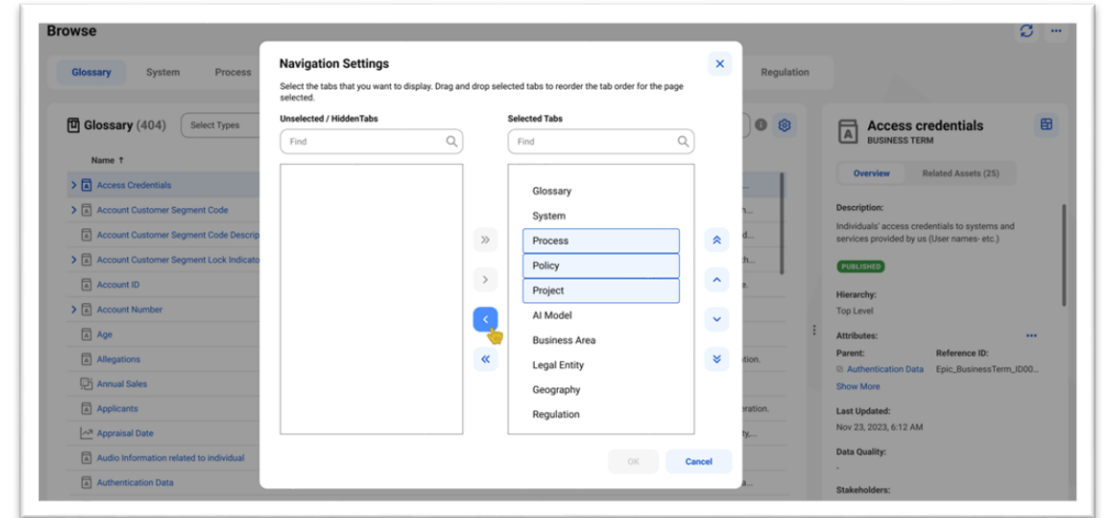 Browse
Glossary System Process Regulation
Navigation Settings
Select the tabs that you want to display. Drag and drop selected tabs to reorder the tab order for the page
selected.
Unselected / HiddenTabs
Selected Tabs
Find
Find
Glossary
System
Process
Policy
Project
AI Model
Business Area
Legal Entity
Geography
Regulation
OK Cancel
Glossary (404) Select Types
Name ↑
Access Credentials
Account Customer Segment Code
Account Customer Segment Code Descrip
Account Customer Segment Lock Indicato
Account ID
Account Number
Age
Allegations
Annual Sales
Applicants
Appraisal Date
Audio Information related to individual
Authentication Data
...
n...
d...
th...
e.
tion.
eration.
ty,...
a...
Access credentials
BUSINESS TERM
Overview Related Assets (25)
Description:
Individuals' access credentials to systems and
services provided by us (User names- etc.)
PUBLISHED
Hierarchy:
Top Level
Attributes:
Parent: Reference ID:
Authentication Data Epic_BusinessTerm_ID00...
Show More
Last Updated:
Nov 23, 2023, 6:12 AM
Data Quality:
-
Stakeholders: